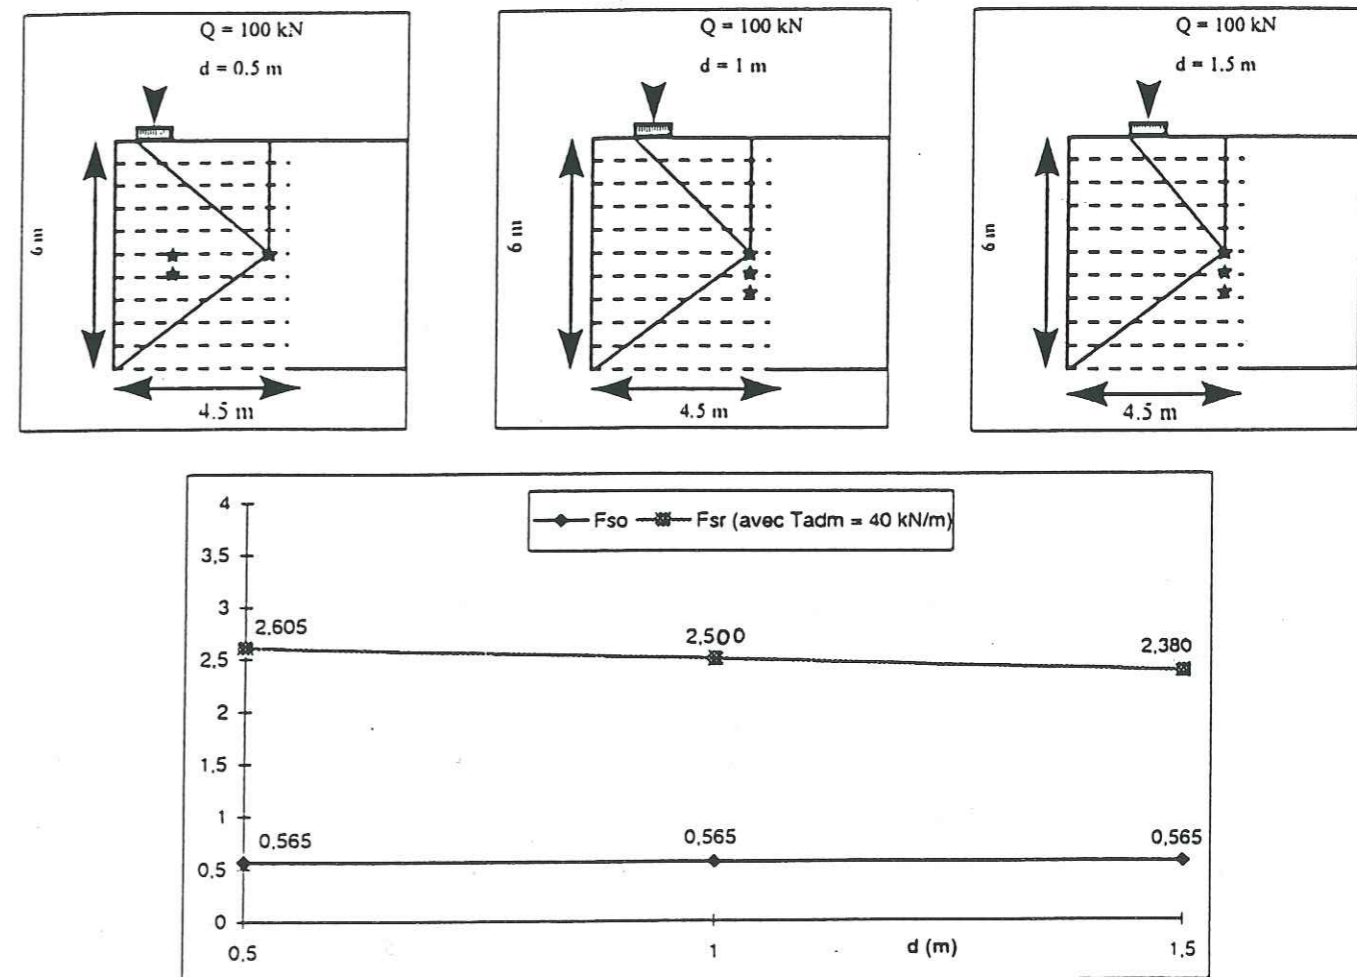 Q = 100 kN
d = 0.5 m
6 m
4.5 m
Q = 100 kN
d = 1 m
6 m
4.5 m
Q = 100 kN
d = 1.5 m
6 m
4.5 m
Fso Fsr (avec Tadm = 40 kN/m)
4
3,5
3
2,5
2
1,5
1
0,5
0
2,605
2,500
2,380
0,565
0,565
0,565
0,5
1
d (m)
1,5